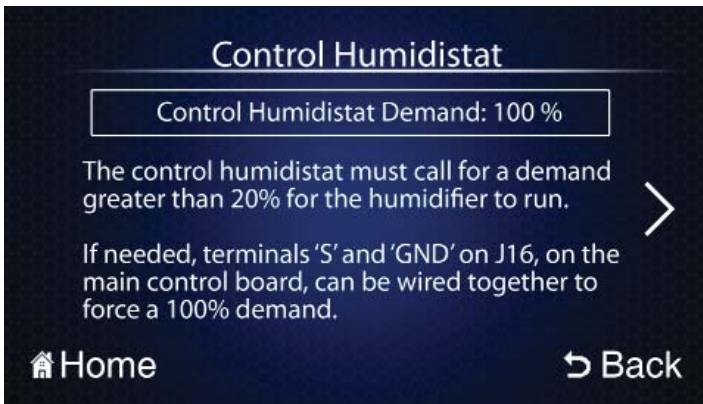 Control Humidistat
Control Humidistat Demand: 100 %
The control humidistat must call for a demand
greater than 20% for the humidifier to run.
If needed, terminals ‘S’ and ‘GND’ on J16, on the
main control board, can be wired together to
force a 100% demand.
Home
Back